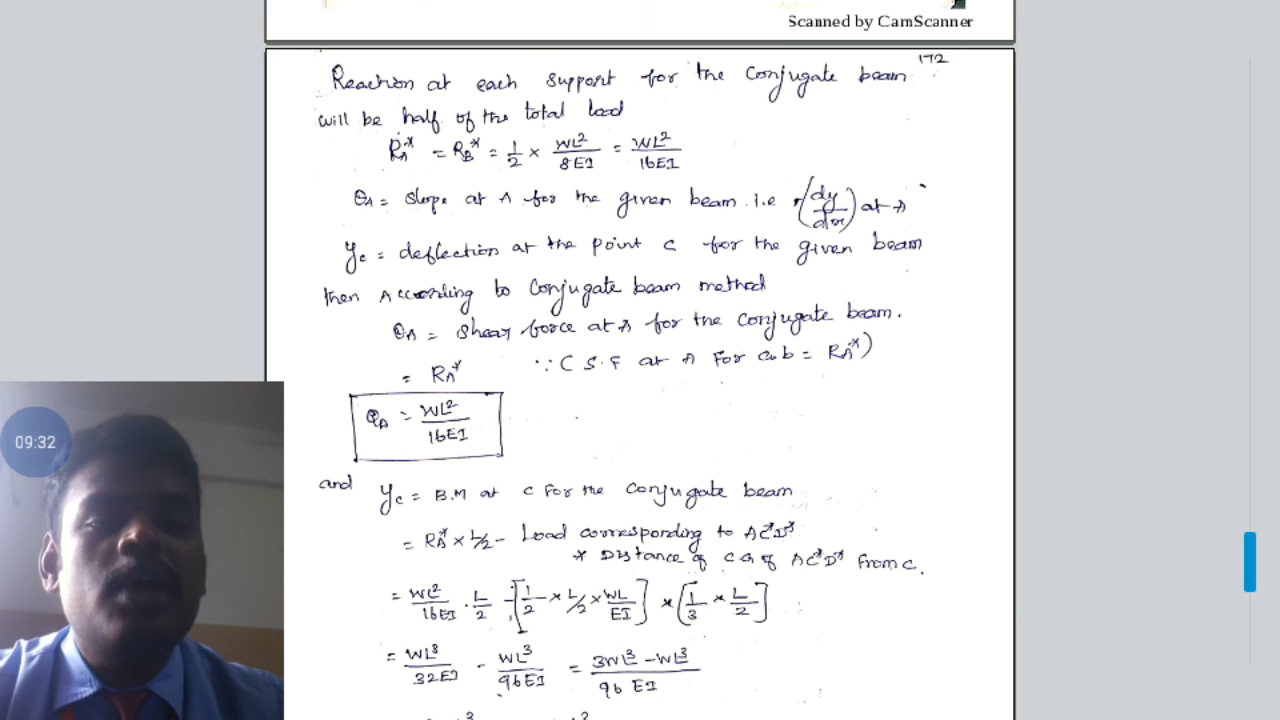 Scanned by CamScanner
172
Reaction at each support for the conjugate beam
will be half of the total load
R_A* = R_B* = 1/2 × WL²/8EI = WL²/16EI
θ_A = slope at A for the given beam i.e (dy/dx) at A
y_c = deflection at the point c for the given beam
then According to conjugate beam method
θ_A = shear force at A for the conjugate beam.
= R_A* ∵ ( S.F at A For cub = R_A*)
θ_A = WL²/16EI
and y_c = B.M at c For the conjugate beam
= R_A* × L/2 - Load corresponding to AC*D*
* Distance of C G of AC*D* From c.
= WL²/16EI . L/2 - [1/2 × L/2 × WL/EI] × [1/3 × L/2]
= WL³/32EI - WL³/96EI = 3WL³ - WL³/96 EI
09:32